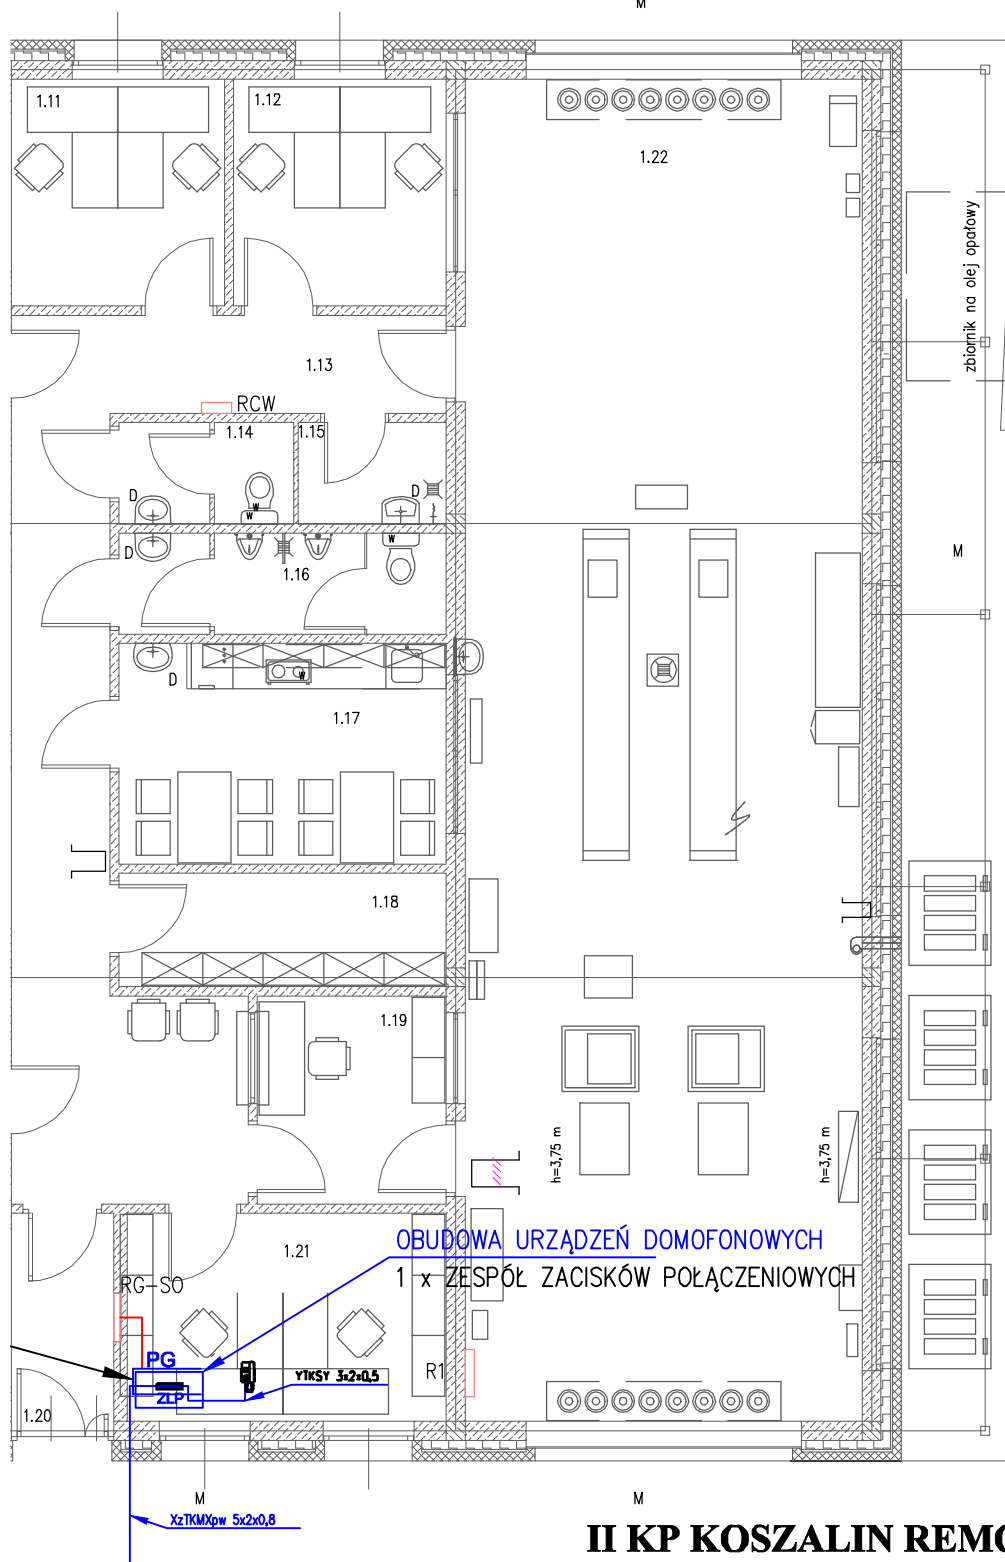 M
1.11
1.12
1.22
zbiornik na olej opałowy
1.13
RCW
1.14
1.15
D
D
W
W
D
W
1.16
M
D
W
1.17
1.18
1.19
h=3,75 m
h=3,75 m
1.21
OBUDOWA URZĄDZEŃ DOMOFONOWYCH
1 x ZESPÓŁ ZACISKÓW POŁĄCZENIOWYCH
RG-SO
PG
YTKSY 3x2x0,5
R1
ZLP
1.20
M
M
XzTKMXpw 5x2x0,8
II KP KOSZALIN